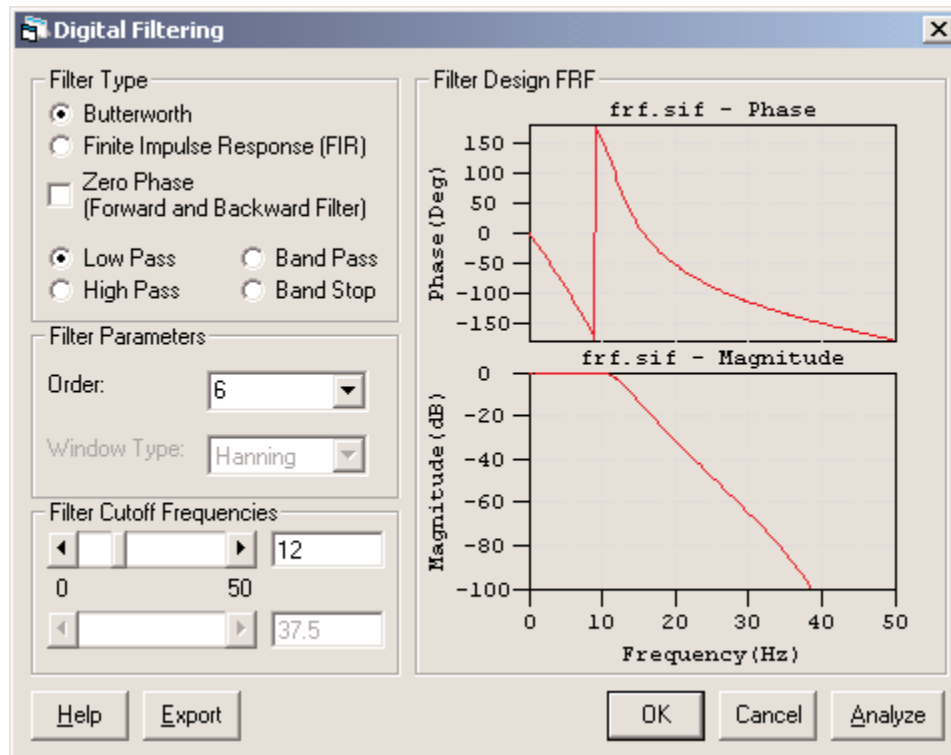 Digital Filtering
Filter Type
Butterworth
Finite Impulse Response (FIR)
Zero Phase
(Forward and Backward Filter)
Low Pass
Band Pass
High Pass
Band Stop
Filter Parameters
Order:
6
Window Type:
Hanning
Filter Cutoff Frequencies
12
0
50
37.5
Filter Design FRF
frf.sif - Phase
Phase(Deg)
150
100
50
0
-50
-100
-150
frf.sif - Magnitude
Magnitude(dB)
0
-20
-40
-60
-80
-100
0 10 20 30 40 50
Frequency(Hz)
Help
Export
OK
Cancel
Analyze